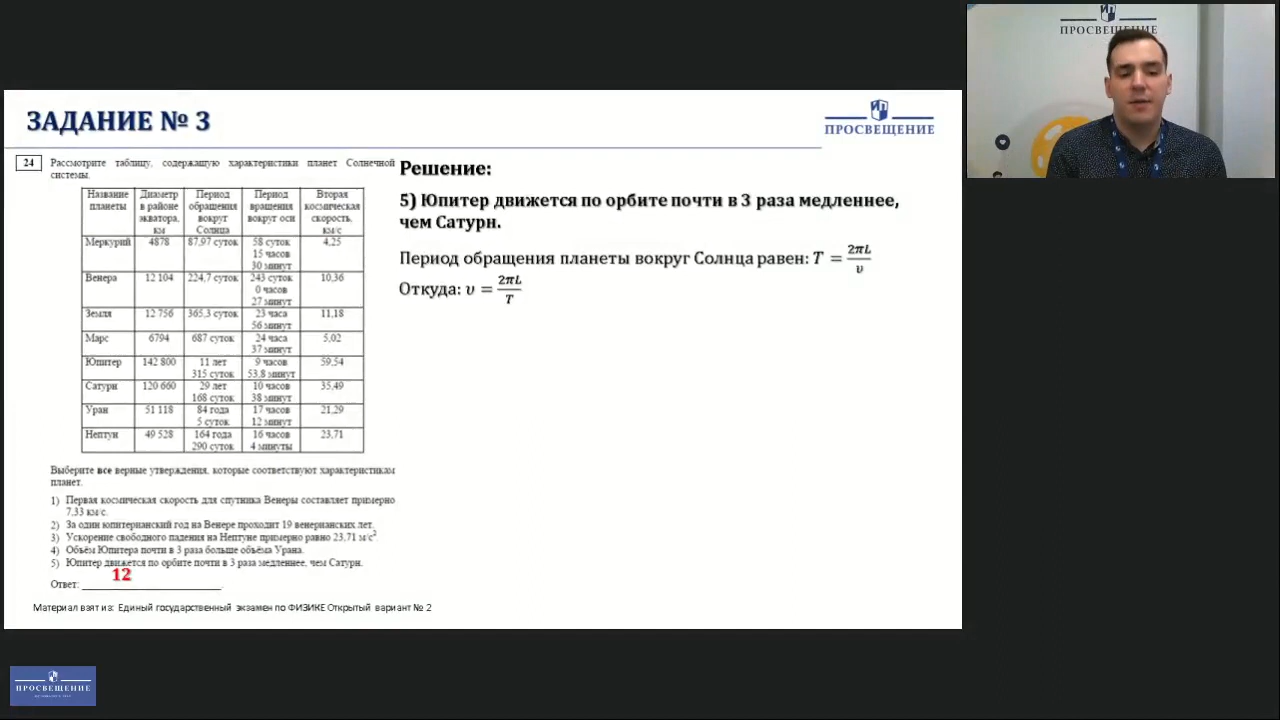 ПРОСВЕЩЕНИЕ
ЗАДАНИЕ № 3
ПРОСВЕЩЕНИЕ
24 Рассмотрите таблицу, содержащую характеристики планет Солнечной
системы.
Название планеты | Диаметр в районе экватора, км | Период обращения вокруг Солнца | Период вращения вокруг оси | Вторая космическая скорость, км/с
Меркурий | 4878 | 87,97 суток | 58 суток 15 часов 30 минут | 4,25
Венера | 12 104 | 224,7 суток | 243 суток 0 часов 27 минут | 10,36
Земля | 12 756 | 365,3 суток | 23 часа 56 минут | 11,18
Марс | 6794 | 687 суток | 24 часа 37 минут | 5,02
Юпитер | 142 800 | 11 лет 315 суток | 9 часов 53,8 минут | 59,54
Сатурн | 120 660 | 29 лет 168 суток | 10 часов 38 минут | 35,49
Уран | 51 118 | 84 года 5 суток | 17 часов 12 минут | 21,29
Нептун | 49 528 | 164 года 290 суток | 16 часов 4 минуты | 23,71
Выберите все верные утверждения, которые соответствуют характеристикам
планет.
1) Первая космическая скорость для спутника Венеры составляет примерно
7,33 км/с.
2) За один юпитерианский год на Венере проходит 19 венерианских лет.
3) Ускорение свободного падения на Нептуне примерно равно 23,71 м/с²
4) Объём Юпитера почти в 3 раза больше объёма Урана.
5) Юпитер движется по орбите почти в 3 раза медленнее, чем Сатурн.
Ответ: 12
Материал взят из: Единый государственный экзамен по ФИЗИКЕ Открытый вариант № 2
Решение:
5) Юпитер движется по орбите почти в 3 раза медленнее,
чем Сатурн.
Период обращения планеты вокруг Солнца равен: T = 2πL/υ
Откуда: υ = 2πL/T
ПРОСВЕЩЕНИЕ